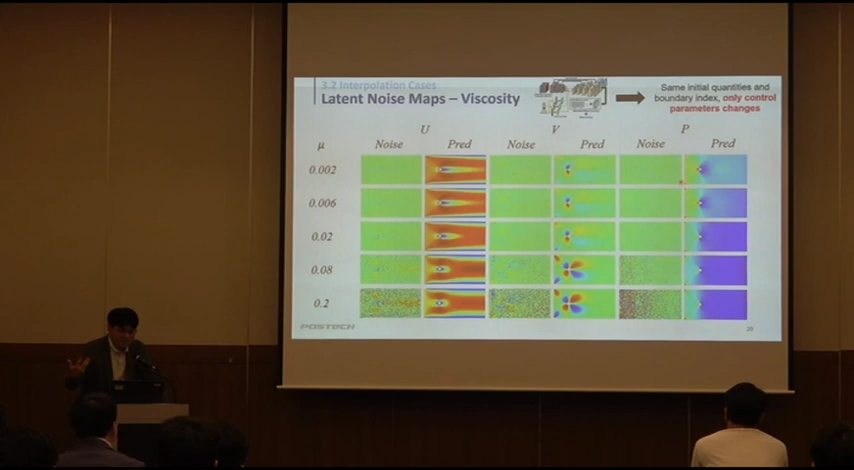 3.2 Interpolation Cases
Latent Noise Maps – Viscosity
Same initial quantities and
boundary index, only control
parameters changes
U V P
μ Noise Pred Noise Pred Noise Pred
0.002
0.006
0.02
0.08
0.2
POSTECH
20